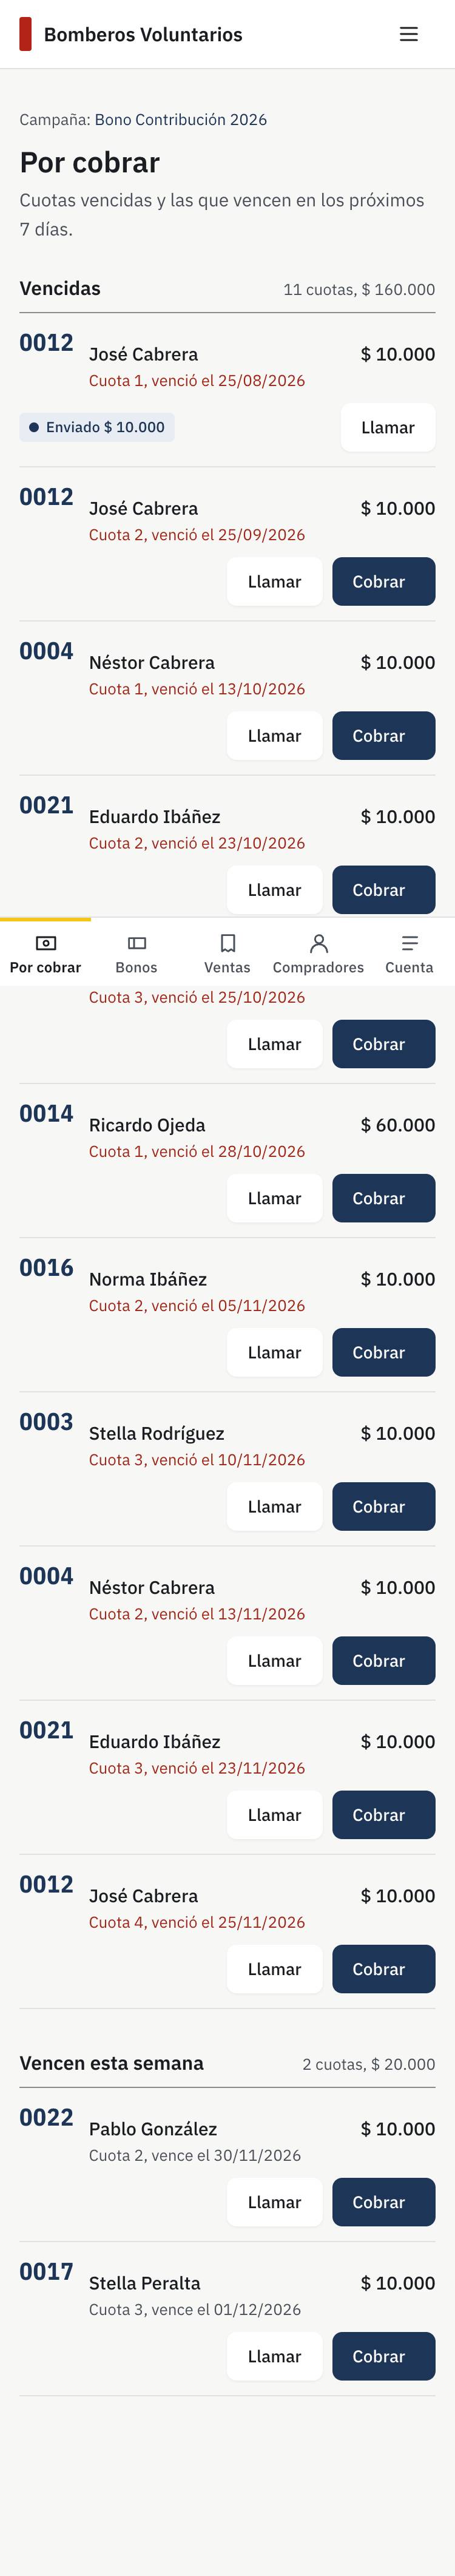 Bomberos Voluntarios
Campaña: Bono Contribución 2026
Por cobrar
Cuotas vencidas y las que vencen en los próximos
7 días.
Vencidas 11 cuotas, $ 160.000
0012 José Cabrera $ 10.000
Cuota 1, venció el 25/08/2026
Enviado $ 10.000 Llamar
0012 José Cabrera $ 10.000
Cuota 2, venció el 25/09/2026
Llamar Cobrar
0004 Néstor Cabrera $ 10.000
Cuota 1, venció el 13/10/2026
Llamar Cobrar
0021 Eduardo Ibáñez $ 10.000
Cuota 2, venció el 23/10/2026
Llamar Cobrar
Por cobrar Bonos Ventas Compradores Cuenta
Cuota 3, venció el 25/10/2026
Llamar Cobrar
0014 Ricardo Ojeda $ 60.000
Cuota 1, venció el 28/10/2026
Llamar Cobrar
0016 Norma Ibáñez $ 10.000
Cuota 2, venció el 05/11/2026
Llamar Cobrar
0003 Stella Rodríguez $ 10.000
Cuota 3, venció el 10/11/2026
Llamar Cobrar
0004 Néstor Cabrera $ 10.000
Cuota 2, venció el 13/11/2026
Llamar Cobrar
0021 Eduardo Ibáñez $ 10.000
Cuota 3, venció el 23/11/2026
Llamar Cobrar
0012 José Cabrera $ 10.000
Cuota 4, venció el 25/11/2026
Llamar Cobrar
Vencen esta semana 2 cuotas, $ 20.000
0022 Pablo González $ 10.000
Cuota 2, vence el 30/11/2026
Llamar Cobrar
0017 Stella Peralta $ 10.000
Cuota 3, vence el 01/12/2026
Llamar Cobrar